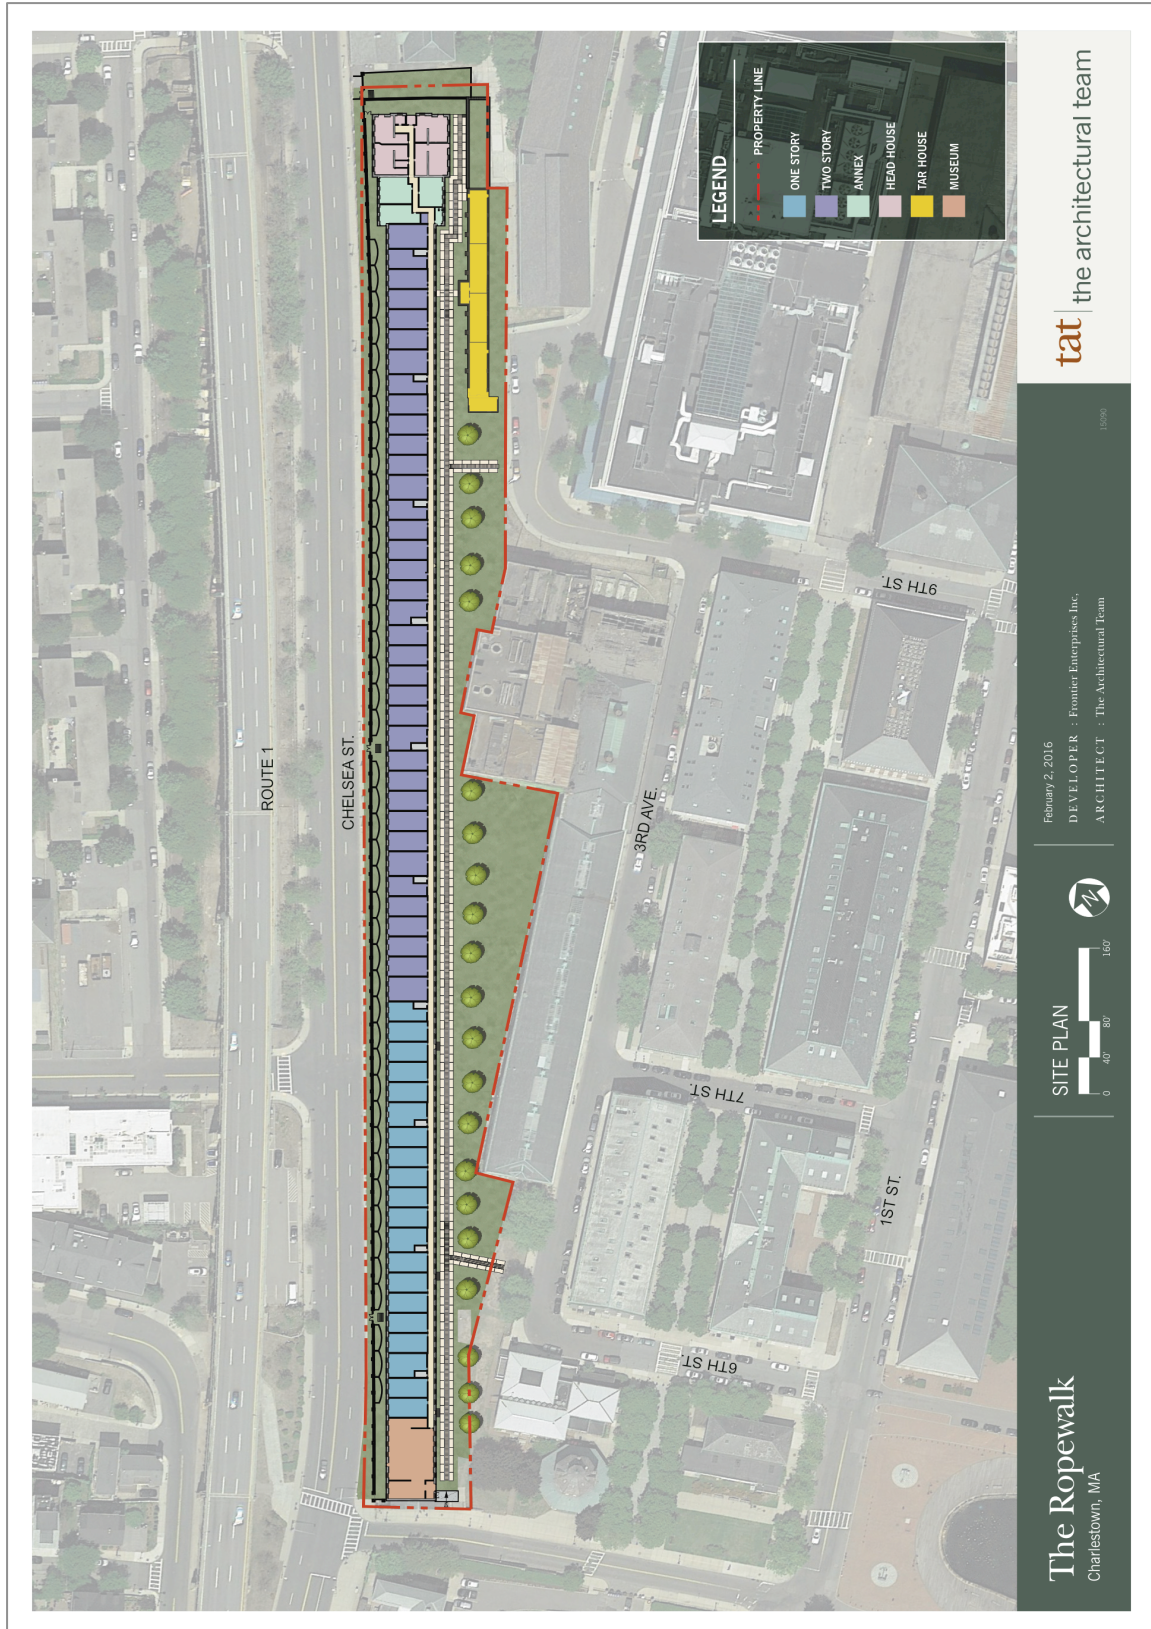 The Ropewalk
Charlestown, MA
SITE PLAN
0 40' 80' 160'
N
February 2, 2016
DEVELOPER : Frontier Enterprises Inc,
ARCHITECT : The Architectural Team
15090
tat | the architectural team
LEGEND
PROPERTY LINE
ONE STORY
TWO STORY
ANNEX
HEAD HOUSE
TAR HOUSE
MUSEUM
ROUTE 1
CHELSEA ST.
3RD AVE.
9TH ST.
7TH ST.
6TH ST.
1ST ST.